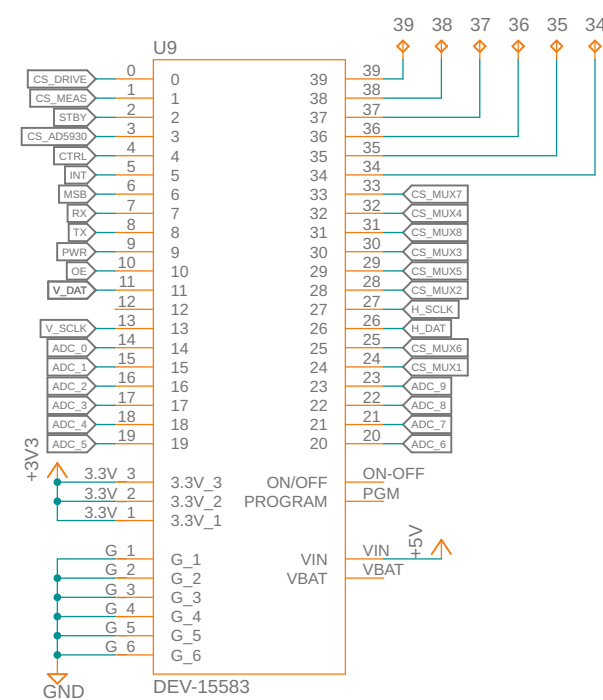 39 38 37 36 35 34
U9
CS_DRIVE 0 0 39 39
CS_MEAS 1 1 38 38
STBY 2 2 37 37
CS_AD5930 3 3 36 36
CTRL 4 4 35 35
INT 5 5 34 34
MSB 6 6 33 33 CS_MUX7
RX 7 7 32 32 CS_MUX4
TX 8 8 31 31 CS_MUX8
PWR 9 9 30 30 CS_MUX3
OE 10 10 29 29 CS_MUX5
V_DAT 11 11 28 28 CS_MUX2
12 12 27 27 H_SCLK
V_SCLK 13 13 26 26 H_DAT
ADC_0 14 14 25 25 CS_MUX6
ADC_1 15 15 24 24 CS_MUX1
ADC_2 16 16 23 23 ADC_9
ADC_3 17 17 22 22 ADC_8
ADC_4 18 18 21 21 ADC_7
ADC_5 19 19 20 20 ADC_6
+3V3
3.3V_3 3.3V_3 ON/OFF ON-OFF
3.3V_2 3.3V_2 PROGRAM PGM
3.3V_1 3.3V_1
+5V
G_1 G_1 VIN VIN
G_2 G_2 VBAT VBAT
G_3 G_3
G_4 G_4
G_5 G_5
G_6 G_6
GND
DEV-15583